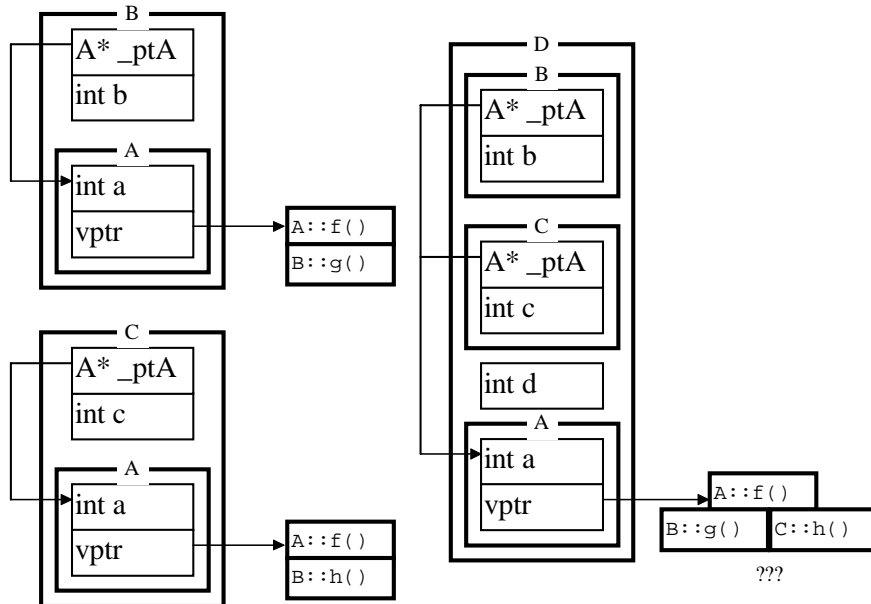 B
A* _ptA
int b
A
int a
vptr
A::f()
B::g()
C
A* _ptA
int c
A
int a
vptr
A::f()
B::h()
D
B
A* _ptA
int b
C
A* _ptA
int c
int d
A
int a
vptr
A::f()
B::g() C::h()
???